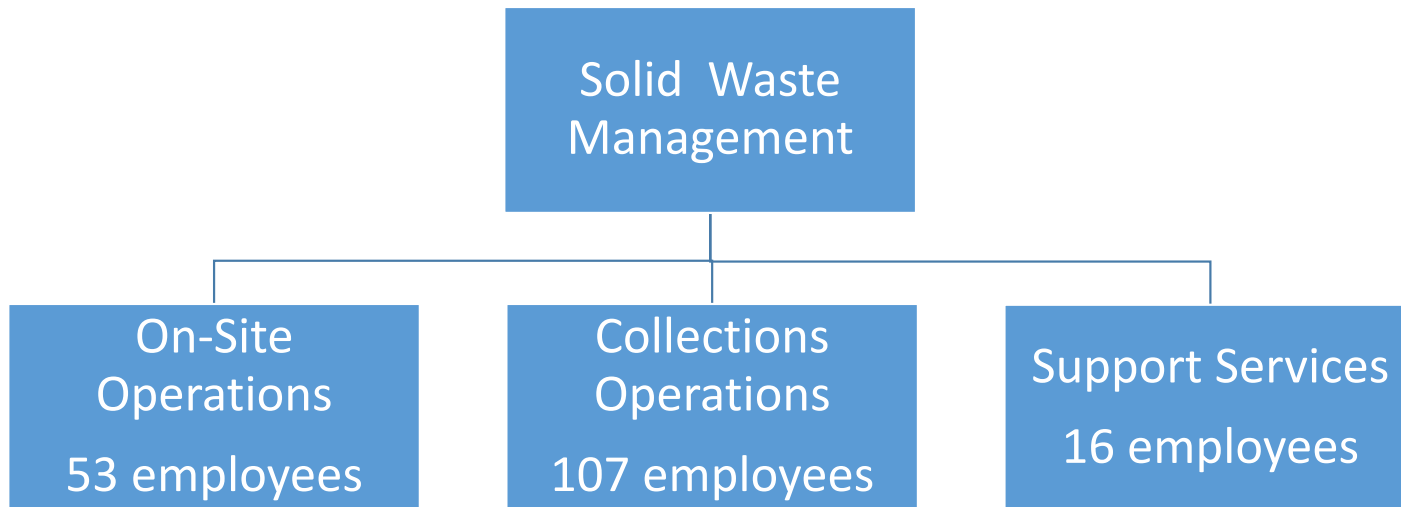 Solid  Waste
Management
On-Site
Operations
53 employees
Collections
Operations
107 employees
Support Services
16 employees